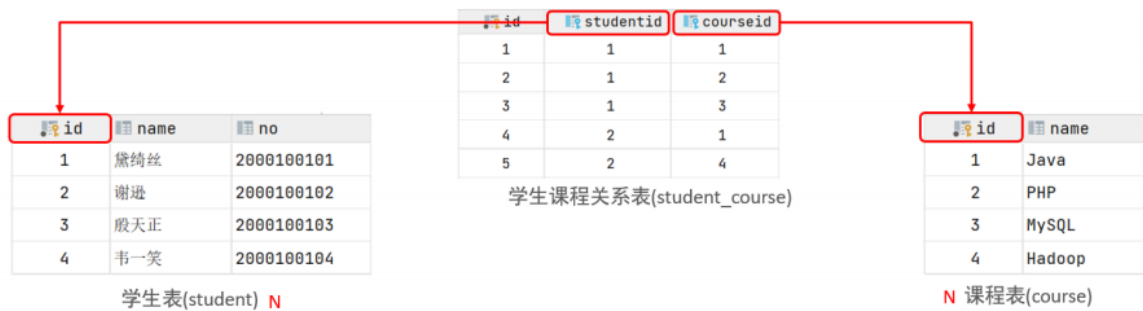 id studentid courseid
1 1 1
2 1 2
3 1 3
4 2 1
5 2 4
学生课程关系表(student_course)
id name no
1 黛绮丝 2000100101
2 谢逊 2000100102
3 殷天正 2000100103
4 韦一笑 2000100104
学生表(student) N
id name
1 Java
2 PHP
3 MySQL
4 Hadoop
N 课程表(course)